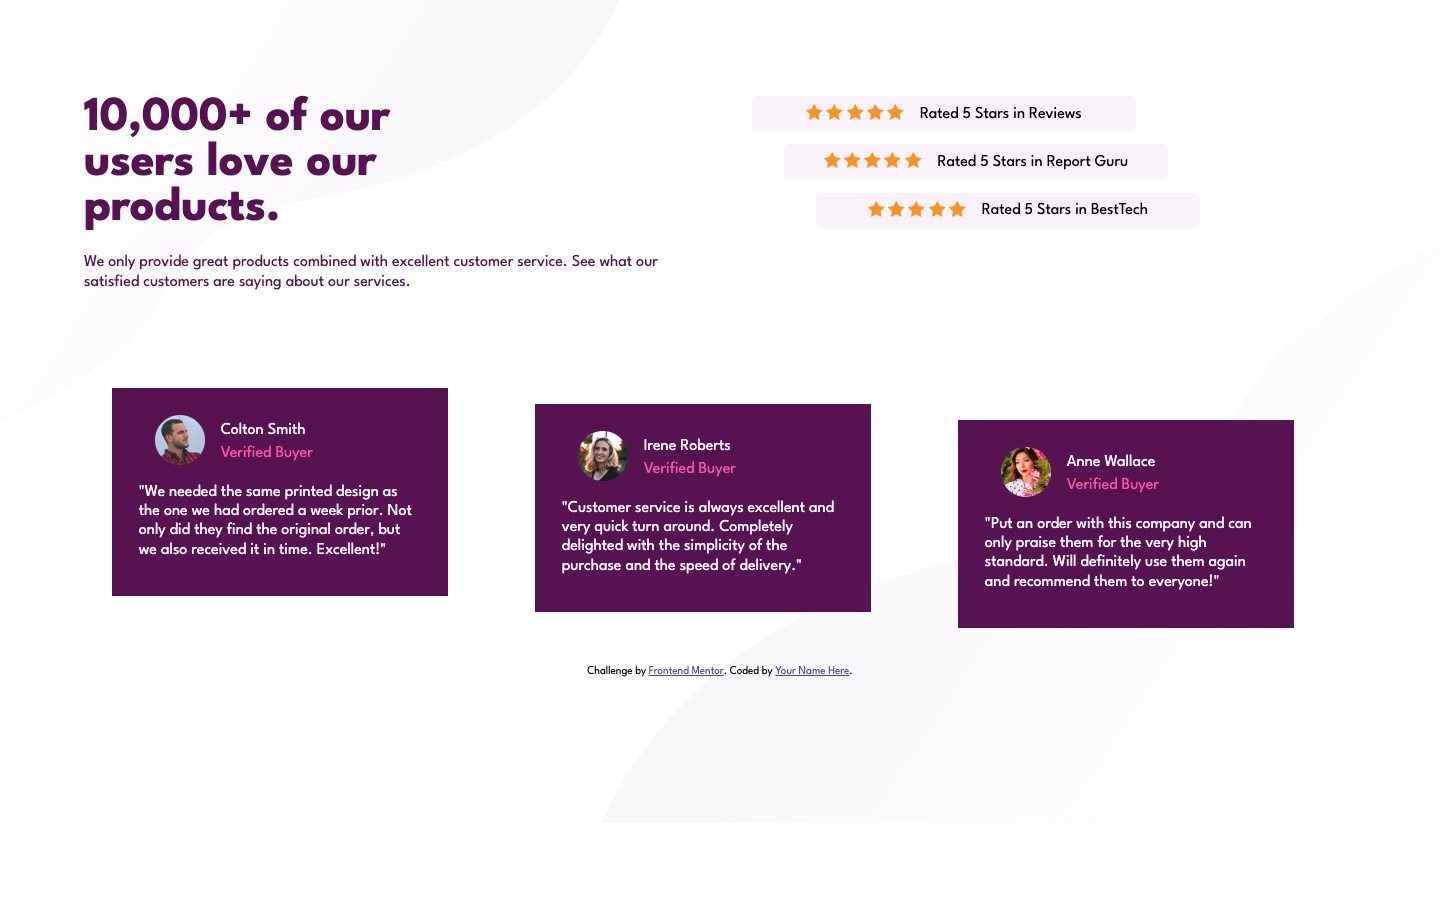 10,000+ of our
users love our
products.
We only provide great products combined with excellent customer service. See what our
satisfied customers are saying about our services.
Rated 5 Stars in Reviews
Rated 5 Stars in Report Guru
Rated 5 Stars in BestTech
Colton Smith
Verified Buyer
"We needed the same printed design as
the one we had ordered a week prior. Not
only did they find the original order, but
we also received it in time. Excellent!"
Irene Roberts
Verified Buyer
"Customer service is always excellent and
very quick turn around. Completely
delighted with the simplicity of the
purchase and the speed of delivery."
Anne Wallace
Verified Buyer
"Put an order with this company and can
only praise them for the very high
standard. Will definitely use them again
and recommend them to everyone!"
Challenge by Frontend Mentor. Coded by Your Name Here.